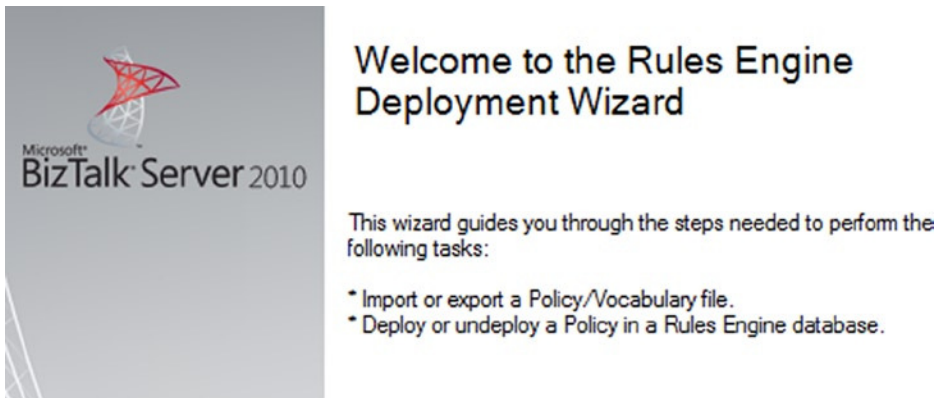 Microsoft®
BizTalk® Server 2010
Welcome to the Rules Engine
Deployment Wizard
This wizard guides you through the steps needed to perform the
following tasks:
* Import or export a Policy/Vocabulary file.
* Deploy or undeploy a Policy in a Rules Engine database.